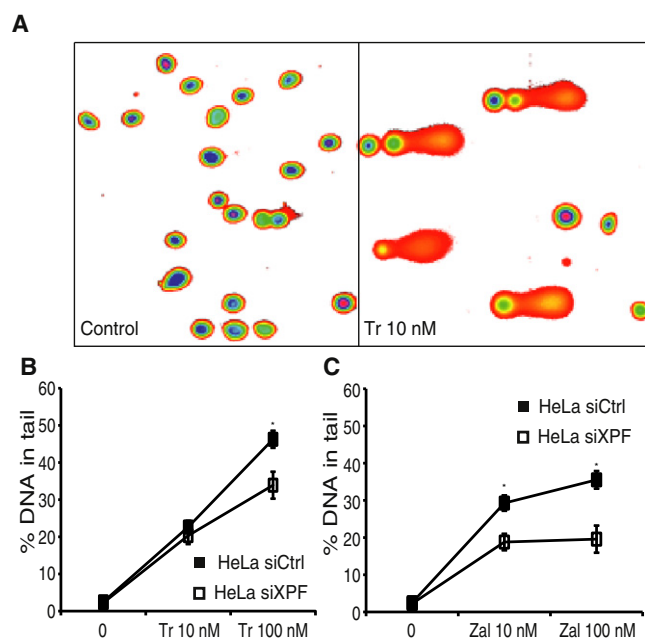 A
Control
Tr 10 nM
B
60
50
40
30
20
10
0
% DNA in tail
*
HeLa siCtrl
HeLa siXPF
0
Tr 10 nM
Tr 100 nM
C
60
50
40
30
20
10
0
% DNA in tail
HeLa siCtrl
HeLa siXPF
*
*
0
Zal 10 nM
Zal 100 nM